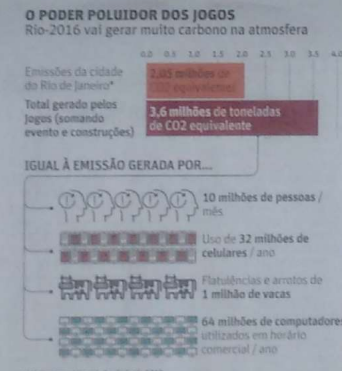 O PODER POLUIDOR DOS JOGOS
Rio-2016 vai gerar muito carbono na atmosfera
0,0 0,5 1,0 1,5 2,0 2,5 3,0 3,5 4,0
Emissões da cidade
do Rio de Janeiro*
2,05 milhões de
CO2 equivalentes
Total gerado pelos
Jogos (somando
evento e construções)
3,6 milhões de toneladas
de CO2 equivalente
IGUAL À EMISSÃO GERADA POR...
10 milhões de pessoas /
mês
Uso de 32 milhões de
celulares / ano
Flatulências e arrotos de
1 milhão de vacas
64 milhões de computadores
utilizados em horário
comercial / ano